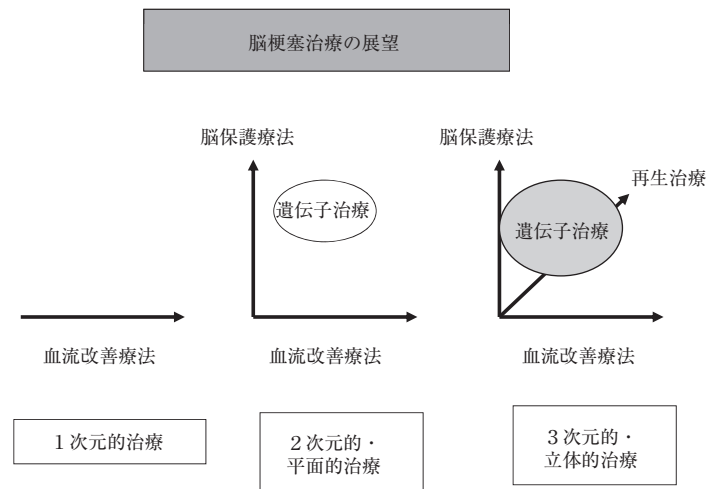 脳梗塞治療の展望
脳保護療法
脳保護療法
再生治療
遺伝子治療
遺伝子治療
血流改善療法
血流改善療法
血流改善療法
１次元的治療
２次元的・
平面的治療
３次元的・
立体的治療